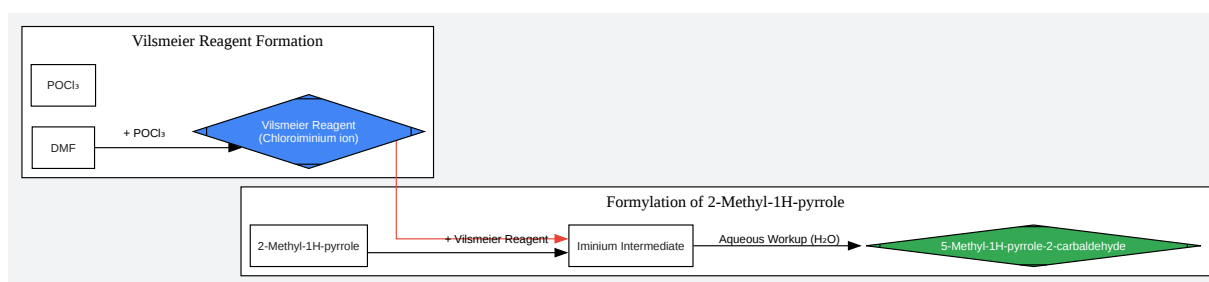 Vilsmeier Reagent Formation
POCl₃
DMF
+ POCl₃
Vilsmeier Reagent
(Chloroiminium ion)
Formylation of 2-Methyl-1H-pyrrole
2-Methyl-1H-pyrrole
+ Vilsmeier Reagent
Iminium Intermediate
Aqueous Workup (H₂O)
5-Methyl-1H-pyrrole-2-carbaldehyde